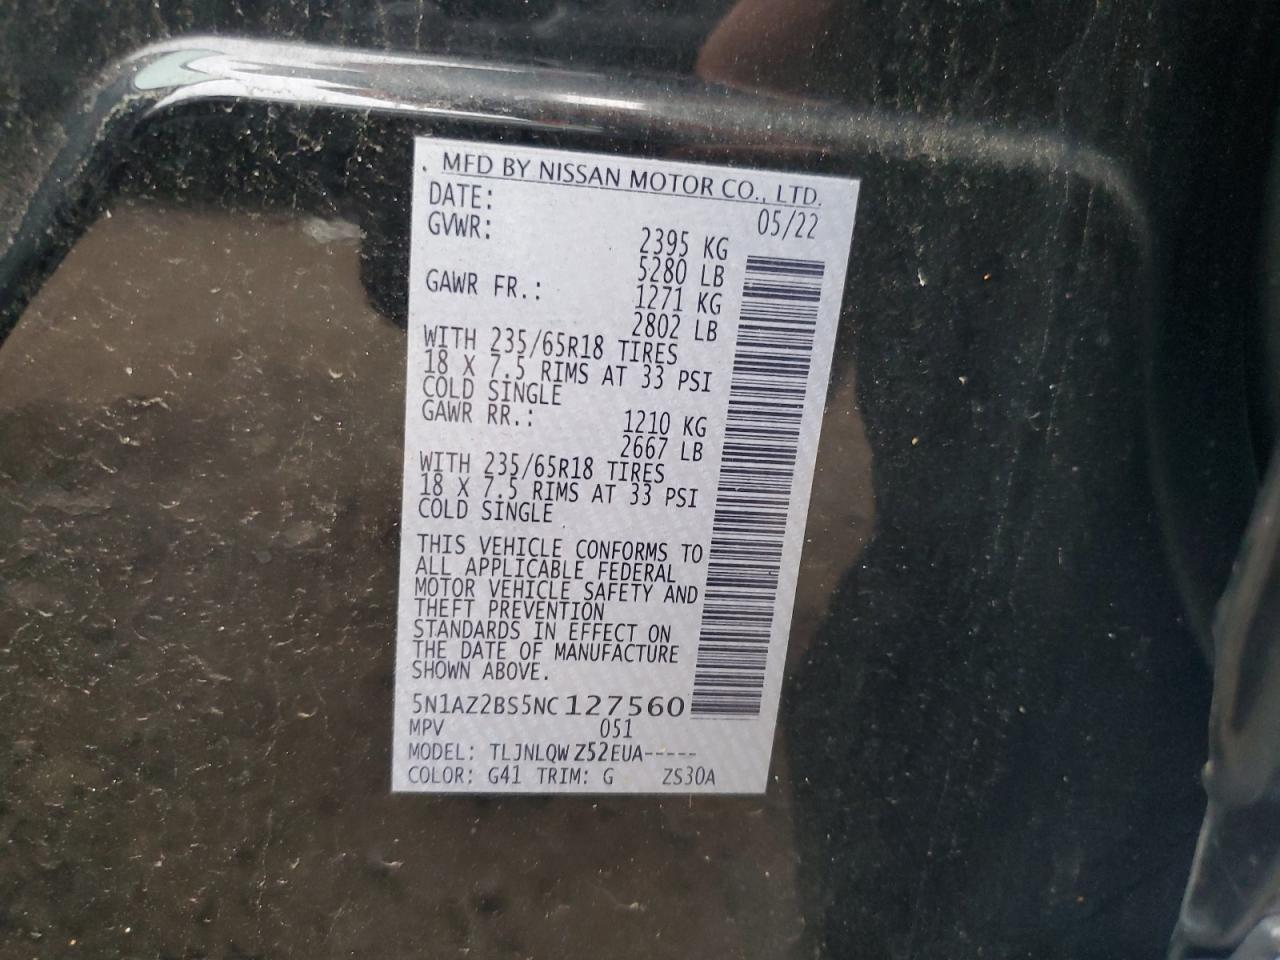 MFD BY NISSAN MOTOR CO., LTD.
DATE: 05/22
GVWR: 2395 KG
5280 LB
GAWR FR.: 1271 KG
2802 LB
WITH 235/65R18 TIRES
18 X 7.5 RIMS AT 33 PSI
COLD SINGLE
GAWR RR.: 1210 KG
2667 LB
WITH 235/65R18 TIRES
18 X 7.5 RIMS AT 33 PSI
COLD SINGLE
THIS VEHICLE CONFORMS TO
ALL APPLICABLE FEDERAL
MOTOR VEHICLE SAFETY AND
THEFT PREVENTION
STANDARDS IN EFFECT ON
THE DATE OF MANUFACTURE
SHOWN ABOVE.
5N1AZ2BS5NC127560
MPV 051
MODEL: TLJNLQWZ52EUA-----
COLOR: G41 TRIM: G ZS30A